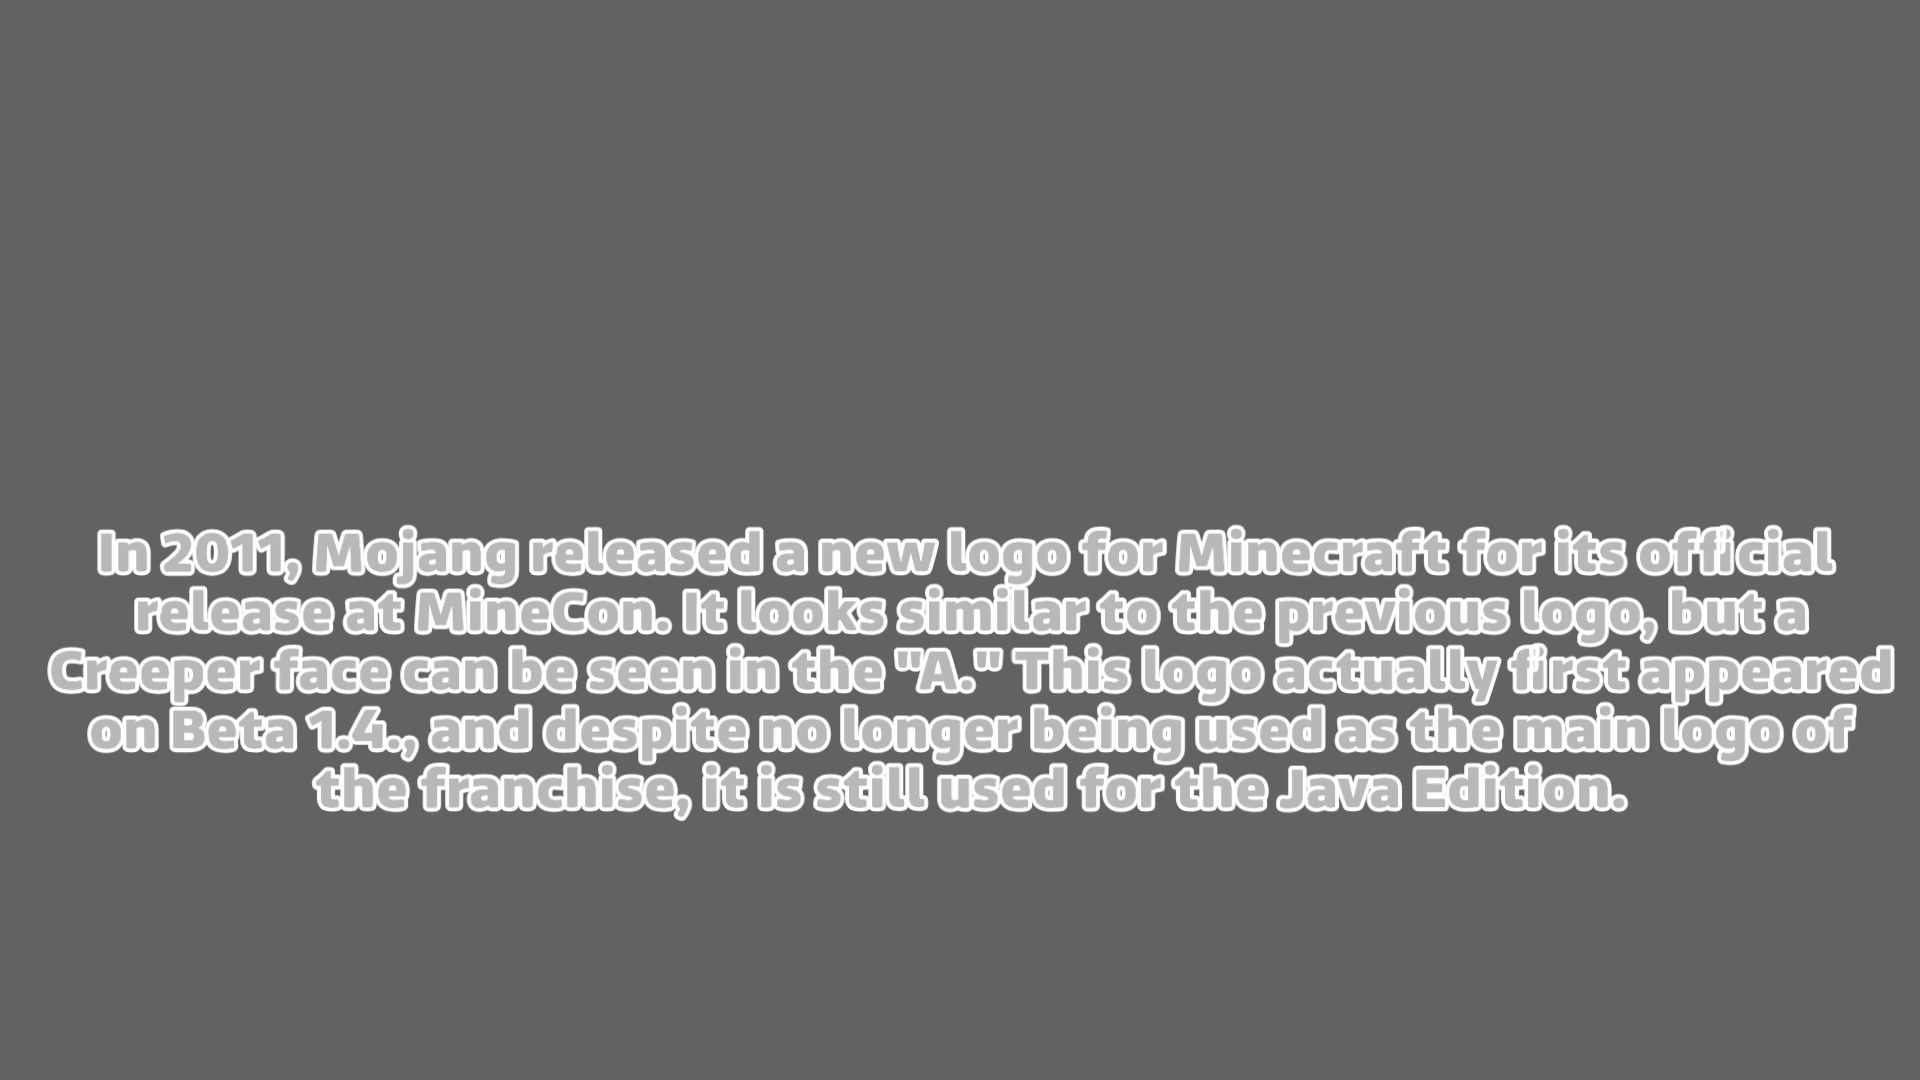 In 2011, Mojang released a new logo for Minecraft for its official
release at MineCon. It looks similar to the previous logo, but a
Creeper face can be seen in the "A." This logo actually first appeared
on Beta 1.4., and despite no longer being used as the main logo of
the franchise, it is still used for the Java Edition.